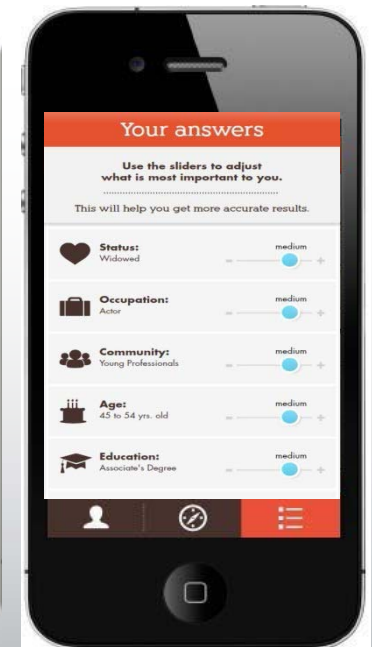 Your answers
Use the sliders to adjust
what is most important to you.
This will help you get more accurate results.
Status:
Widowed
medium
- +
Occupation:
Actor
medium
- +
Community:
Young Professionals
medium
- +
Age:
45 to 54 yrs. old
medium
- +
Education:
Associate's Degree
medium
- +